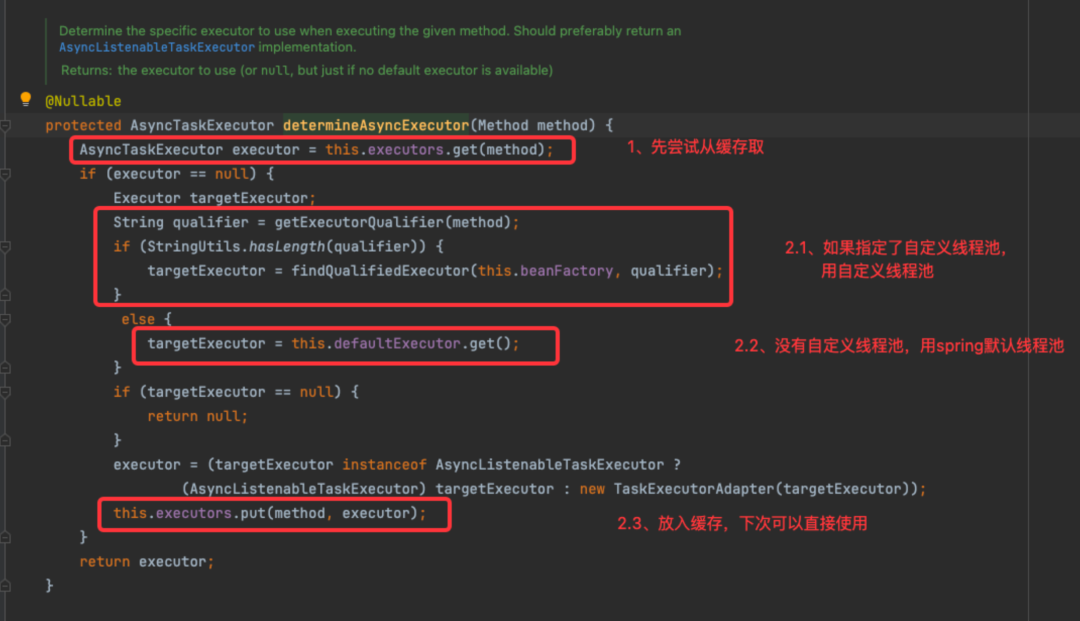 Determine the specific executor to use when executing the given method. Should preferably return an
AsyncListenableTaskExecutor implementation.
Returns: the executor to use (or null, but just if no default executor is available)
@Nullable
protected AsyncTaskExecutor determineAsyncExecutor(Method method) {
AsyncTaskExecutor executor = this.executors.get(method);
1、先尝试从缓存取
if (executor == null) {
Executor targetExecutor;
String qualifier = getExecutorQualifier(method);
if (StringUtils.hasLength(qualifier)) {
2.1、如果指定了自定义线程池,
targetExecutor = findQualifiedExecutor(this.beanFactory, qualifier);
用自定义线程池
}
else {
targetExecutor = this.defaultExecutor.get();
2.2、没有自定义线程池，用spring默认线程池
}
if (targetExecutor == null) {
return null;
}
executor = (targetExecutor instanceof AsyncListenableTaskExecutor ?
(AsyncListenableTaskExecutor) targetExecutor : new TaskExecutorAdapter(targetExecutor));
this.executors.put(method, executor);
2.3、放入缓存，下次可以直接使用
}
return executor;
}